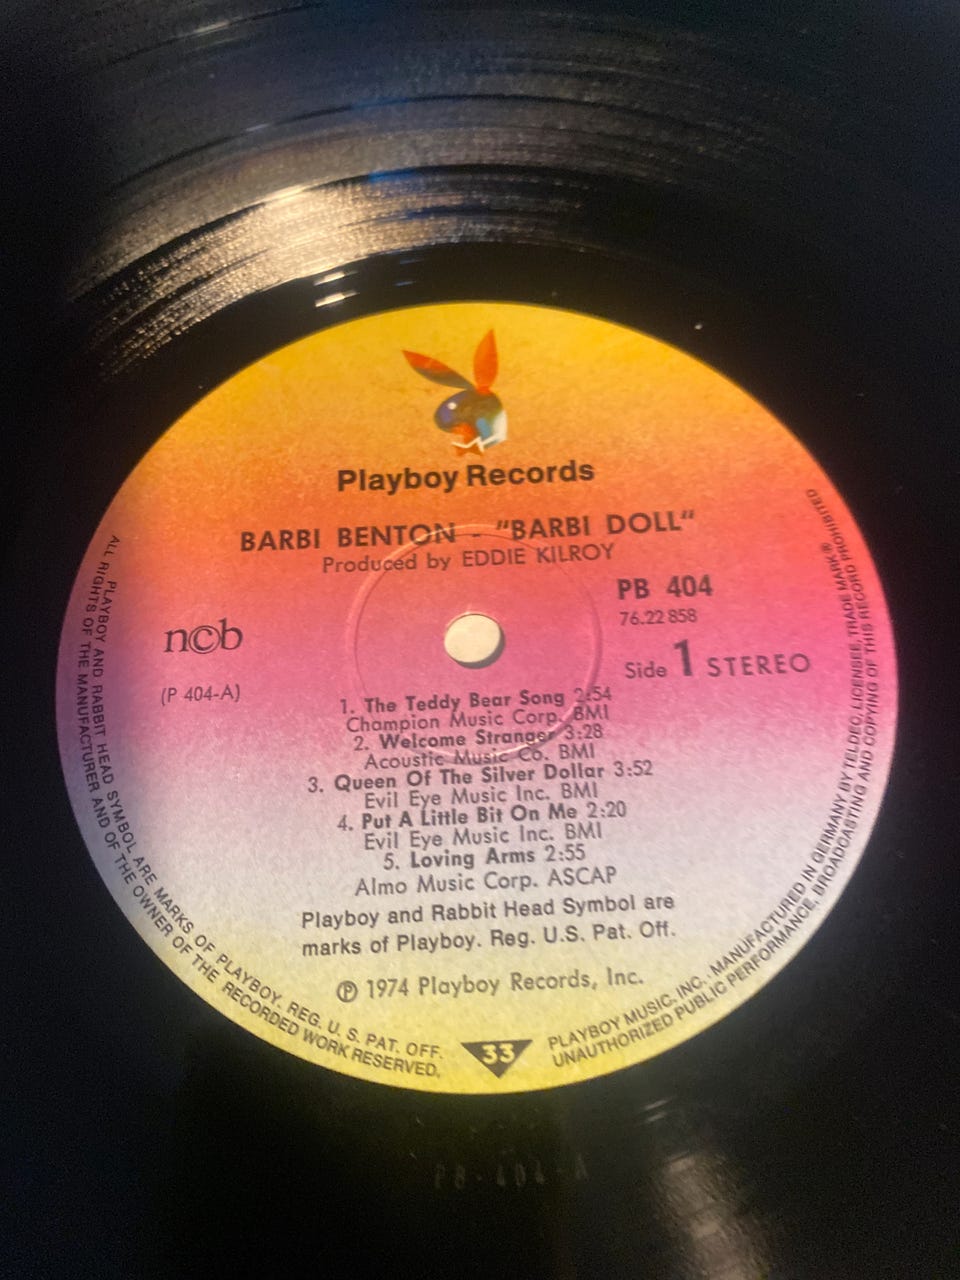 Playboy Records
BARBI BENTON - "BARBI DOLL"
Produced by EDDIE KILROY
PB 404
76.22 858
ncb
Side 1 STEREO
(P 404-A)
1. The Teddy Bear Song 2:54
Champion Music Corp. BMI
2. Welcome Stranger 3:28
Acoustic Music Co. BMI
3. Queen Of The Silver Dollar 3:52
Evil Eye Music Inc. BMI
4. Put A Little Bit On Me 2:20
Evil Eye Music Inc. BMI
5. Loving Arms 2:55
Almo Music Corp. ASCAP
Playboy and Rabbit Head Symbol are
marks of Playboy. Reg. U.S. Pat. Off.
℗ 1974 Playboy Records, Inc.
33
PLAYBOY AND RABBIT HEAD SYMBOL ARE MARKS OF PLAYBOY. REG. U. S. PAT. OFF.
ALL RIGHTS OF THE MANUFACTURER AND OF THE OWNER OF THE RECORDED WORK RESERVED.
PLAYBOY MUSIC, INC. · MANUFACTURED IN GERMANY BY TELDEC, LICENSEE, TRADE MARK®
UNAUTHORIZED PUBLIC PERFORMANCE, BROADCASTING AND COPYING OF THIS RECORD PROHIBITED
PB-404-A